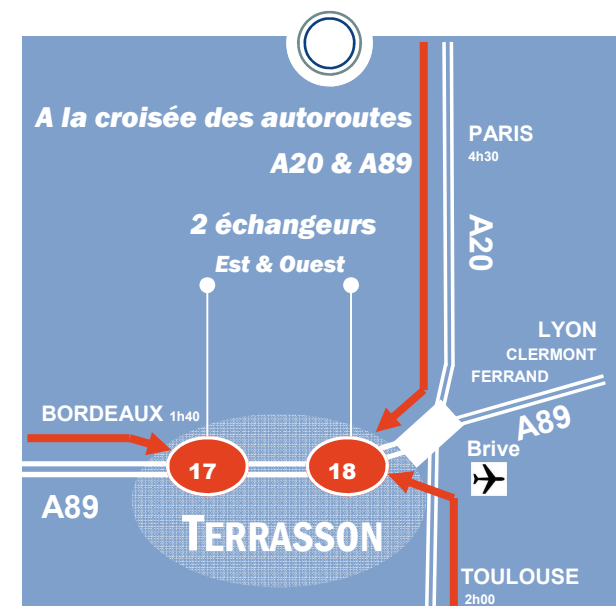 A la croisée des autoroutes
A20 & A89
PARIS
4h30
2 échangeurs
Est & Ouest
A20
LYON
CLERMONT
FERRAND
BORDEAUX 1h40
A89
Brive
17
18
A89
TERRASSON
TOULOUSE
2h00